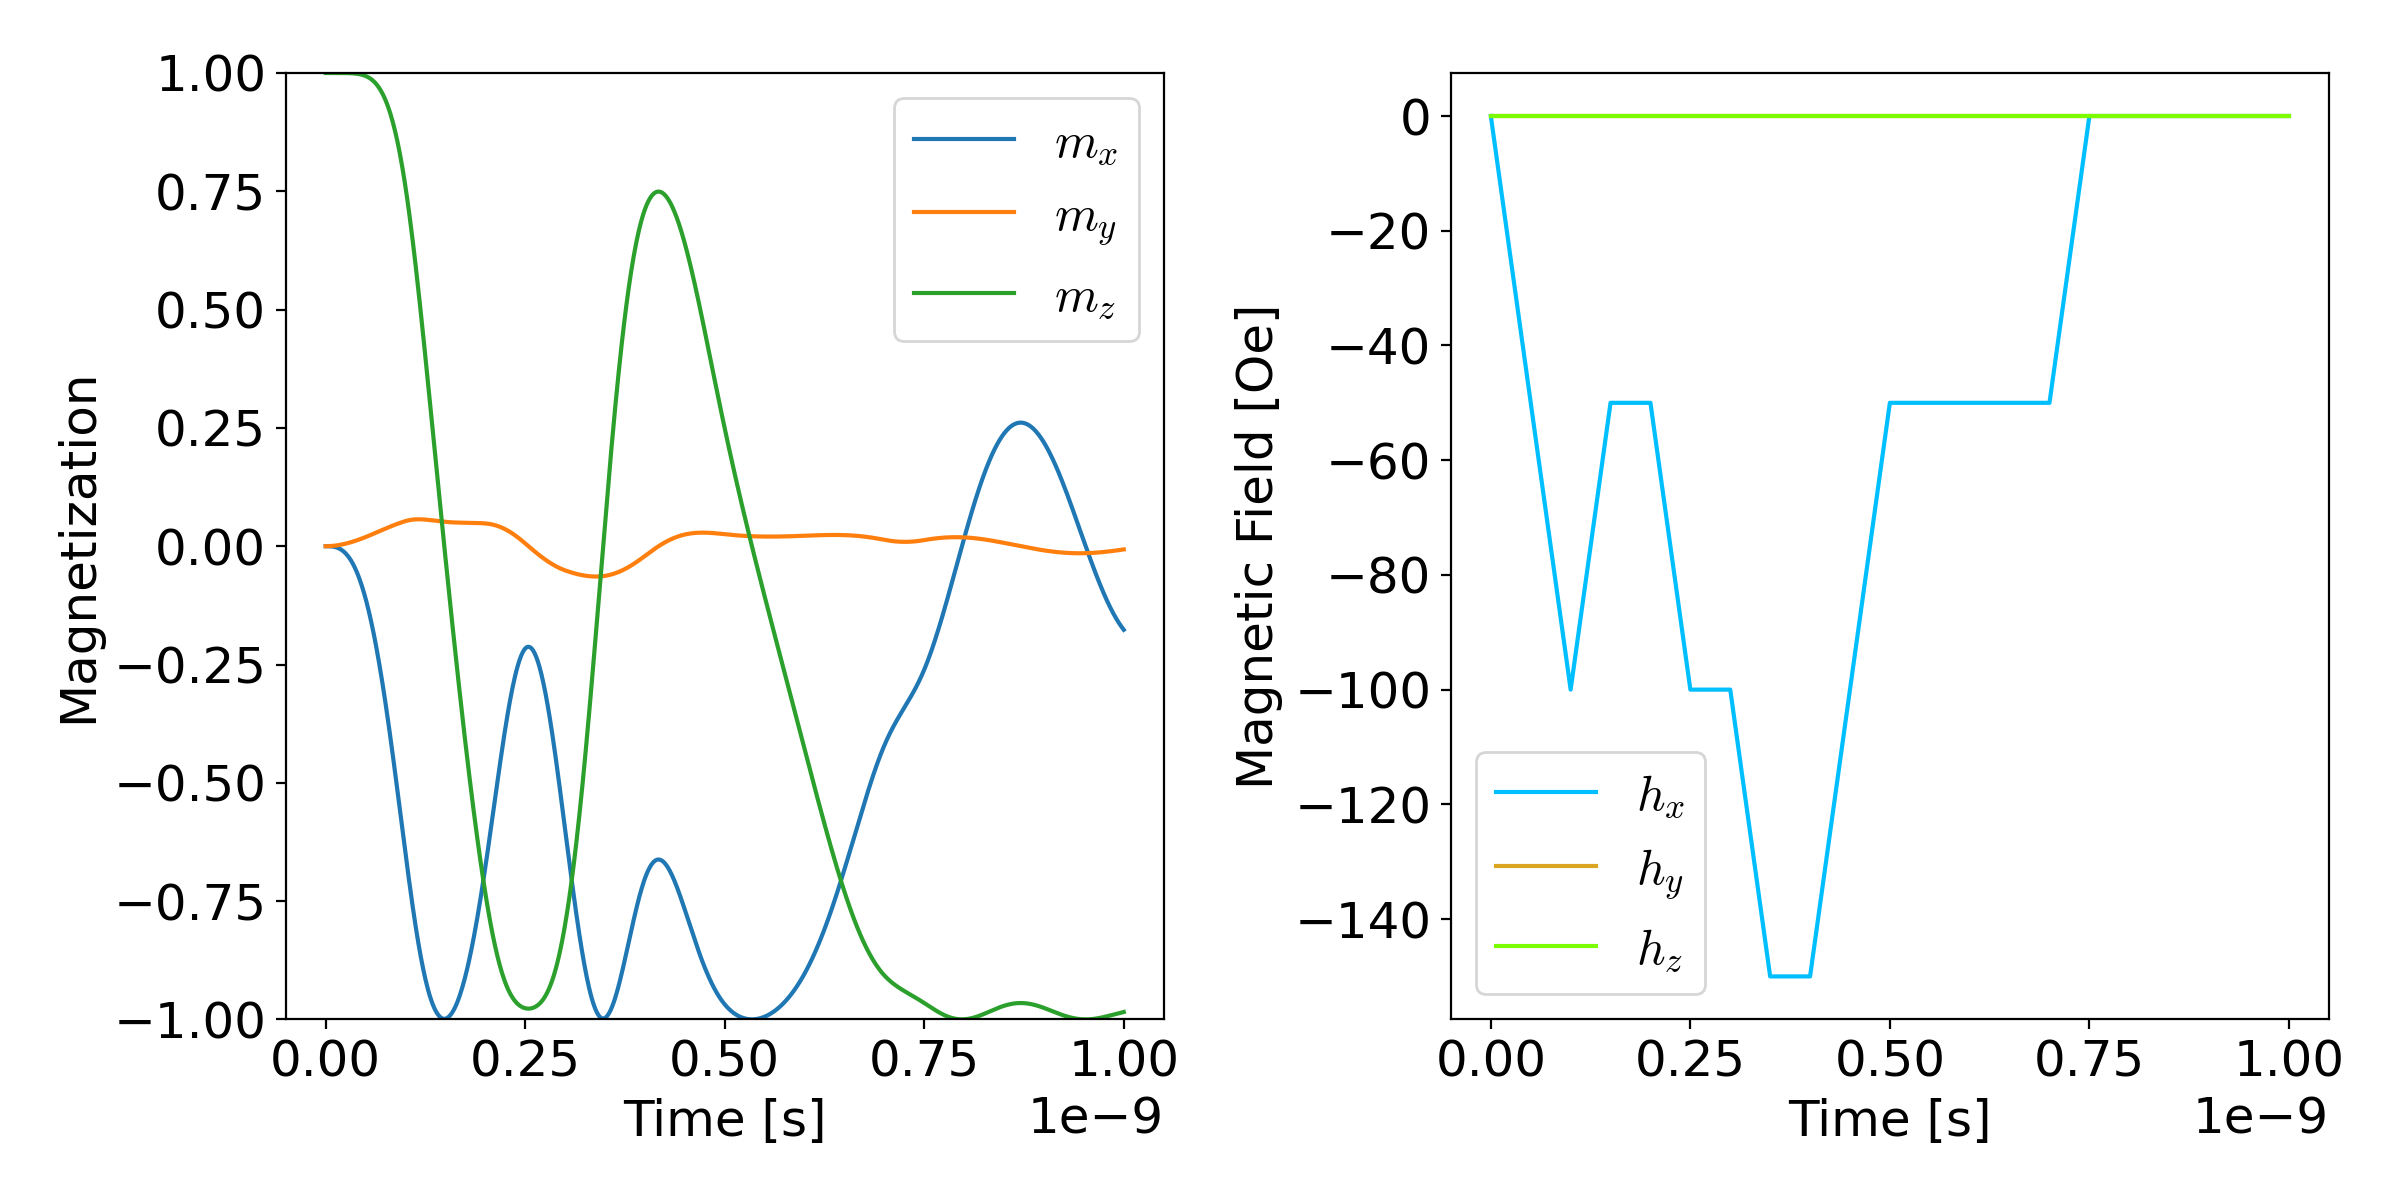 Magnetization
1.00
0.75
0.50
0.25
0.00
−0.25
−0.50
−0.75
−1.00
0.00 0.25 0.50 0.75 1.00
Time [s]
1e−9
m_x
m_y
m_z
Magnetic Field [Oe]
0
−20
−40
−60
−80
−100
−120
−140
0.00 0.25 0.50 0.75 1.00
Time [s]
1e−9
h_x
h_y
h_z